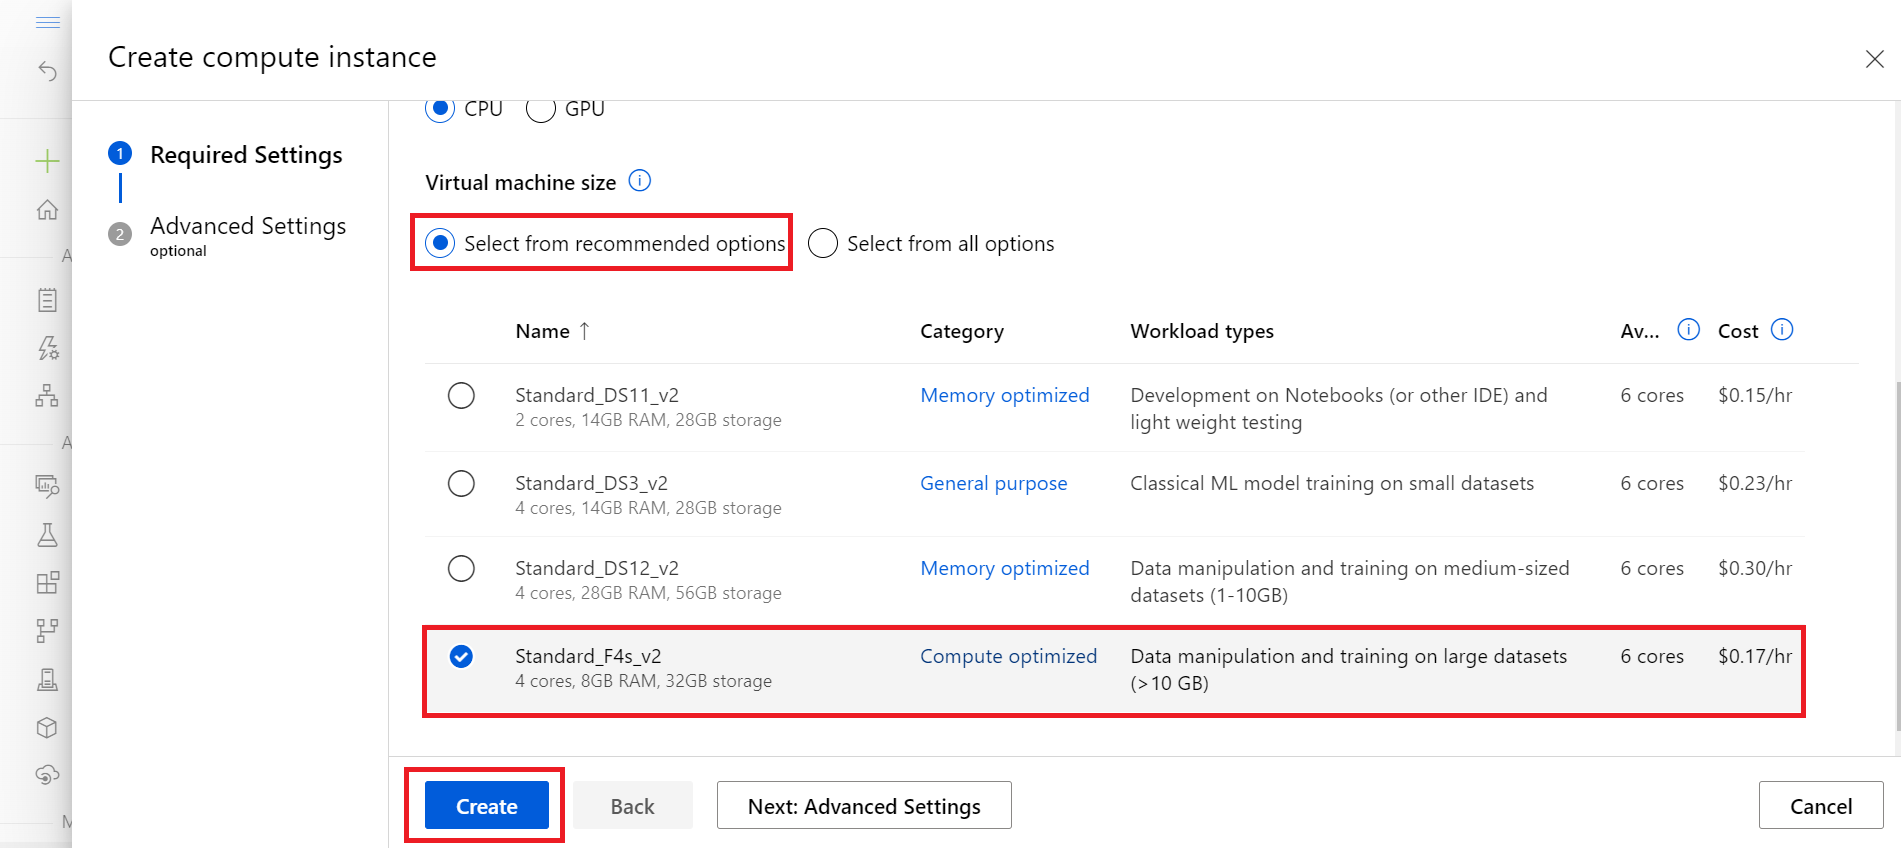 Create compute instance
CPU GPU
1 Required Settings
2 Advanced Settings
optional
Virtual machine size
Select from recommended options Select from all options
Name ↑ Category Workload types Av... Cost
Standard_DS11_v2 Memory optimized Development on Notebooks (or other IDE) and 6 cores $0.15/hr
2 cores, 14GB RAM, 28GB storage light weight testing
Standard_DS3_v2 General purpose Classical ML model training on small datasets 6 cores $0.23/hr
4 cores, 14GB RAM, 28GB storage
Standard_DS12_v2 Memory optimized Data manipulation and training on medium-sized 6 cores $0.30/hr
4 cores, 28GB RAM, 56GB storage datasets (1-10GB)
Standard_F4s_v2 Compute optimized Data manipulation and training on large datasets 6 cores $0.17/hr
4 cores, 8GB RAM, 32GB storage (>10 GB)
Create Back Next: Advanced Settings Cancel